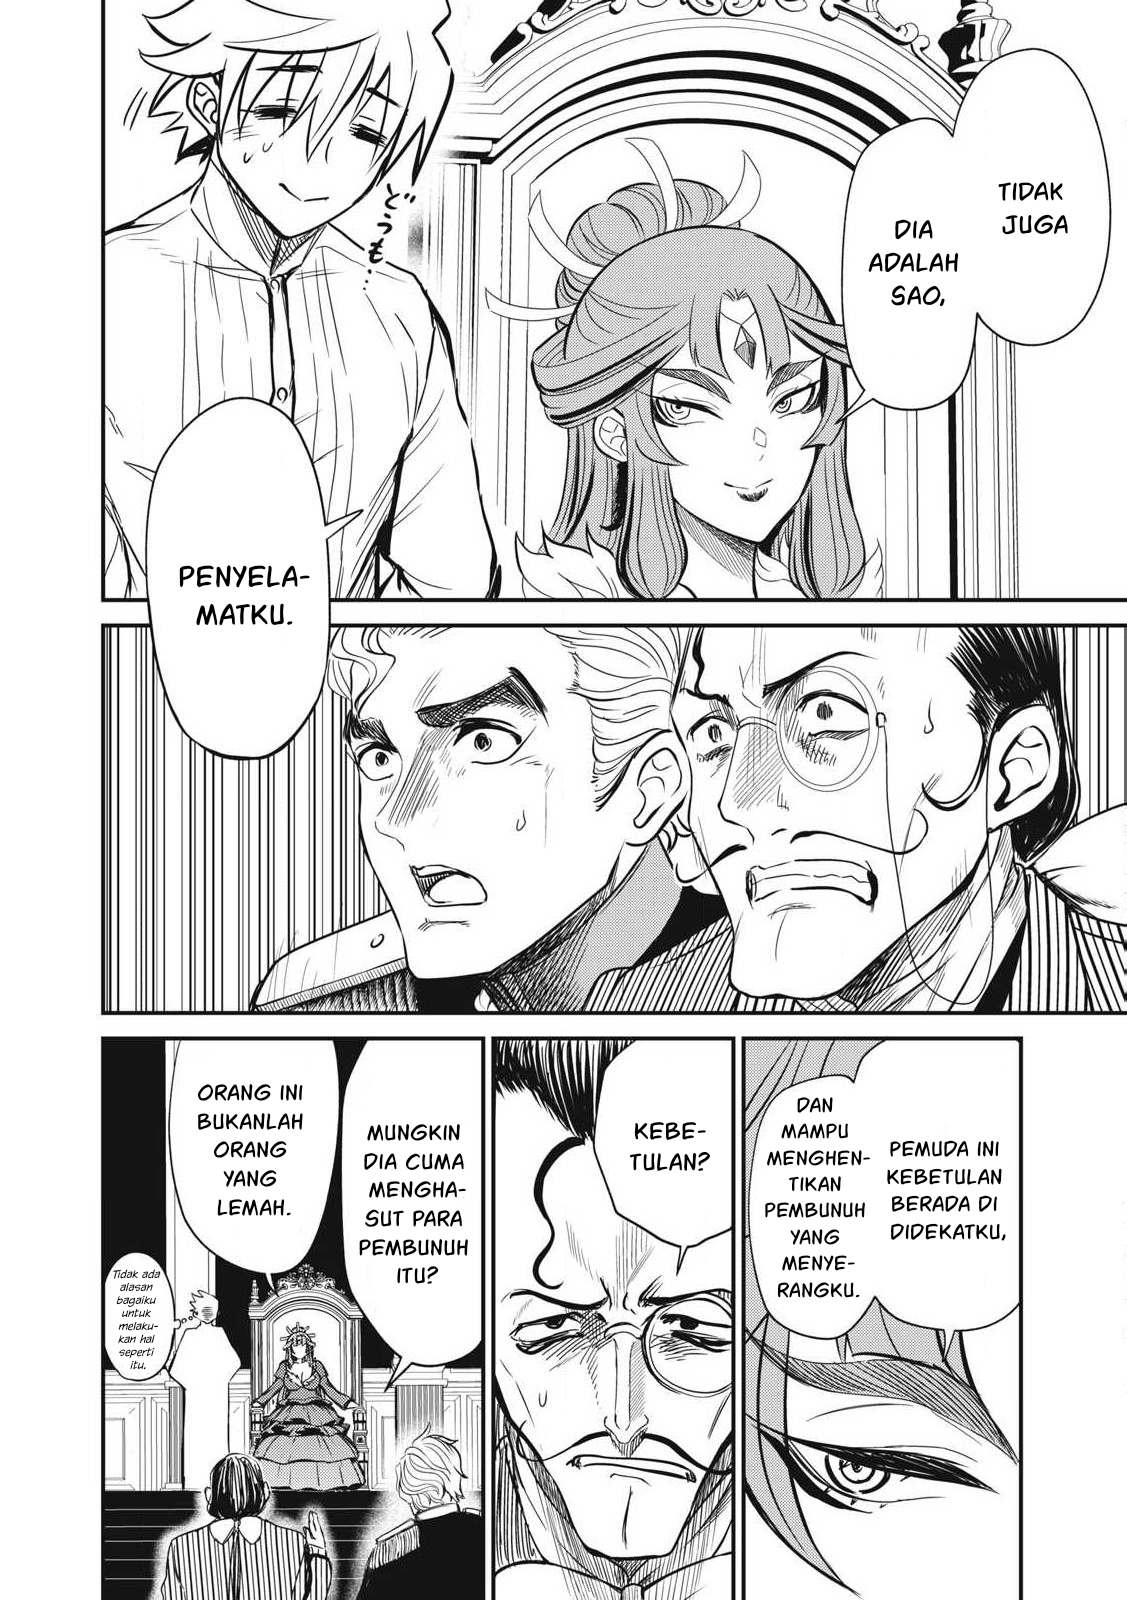 TIDAK
JUGA
DIA
ADALAH
SAO,
どうも…
PENYELA-
MATKU.
PEMUDA INI
KEBETULAN
BERADA DI
DIDEKATKU,
DAN
MAMPU
MENGHEN-
TIKAN
PEMBUNUH
YANG
MENYE-
RANGKU.
KEBE-
TULAN?
MUNGKIN
DIA CUMA
MENGHA-
SUT PARA
PEMBUNUH
ITU?
ORANG INI
BUKANLAH
ORANG
YANG
LEMAH.
Tidak ada
alasan
bagaiku
untuk
melaku-
kan hal
seperti
itu.